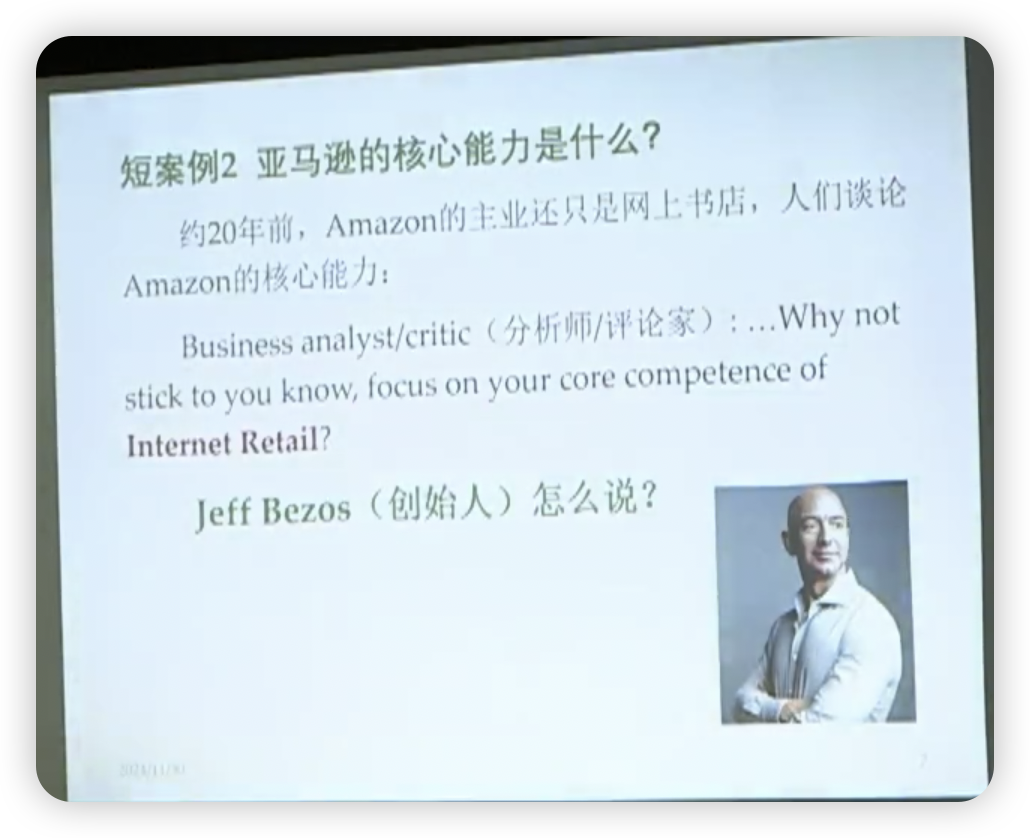 短案例2 亚马逊的核心能力是什么？
约20年前，Amazon的主业还只是网上书店，人们谈论
Amazon的核心能力：
Business analyst/critic（分析师/评论家）: …Why not
stick to you know, focus on your core competence of
Internet Retail?
Jeff Bezos（创始人）怎么说？
7